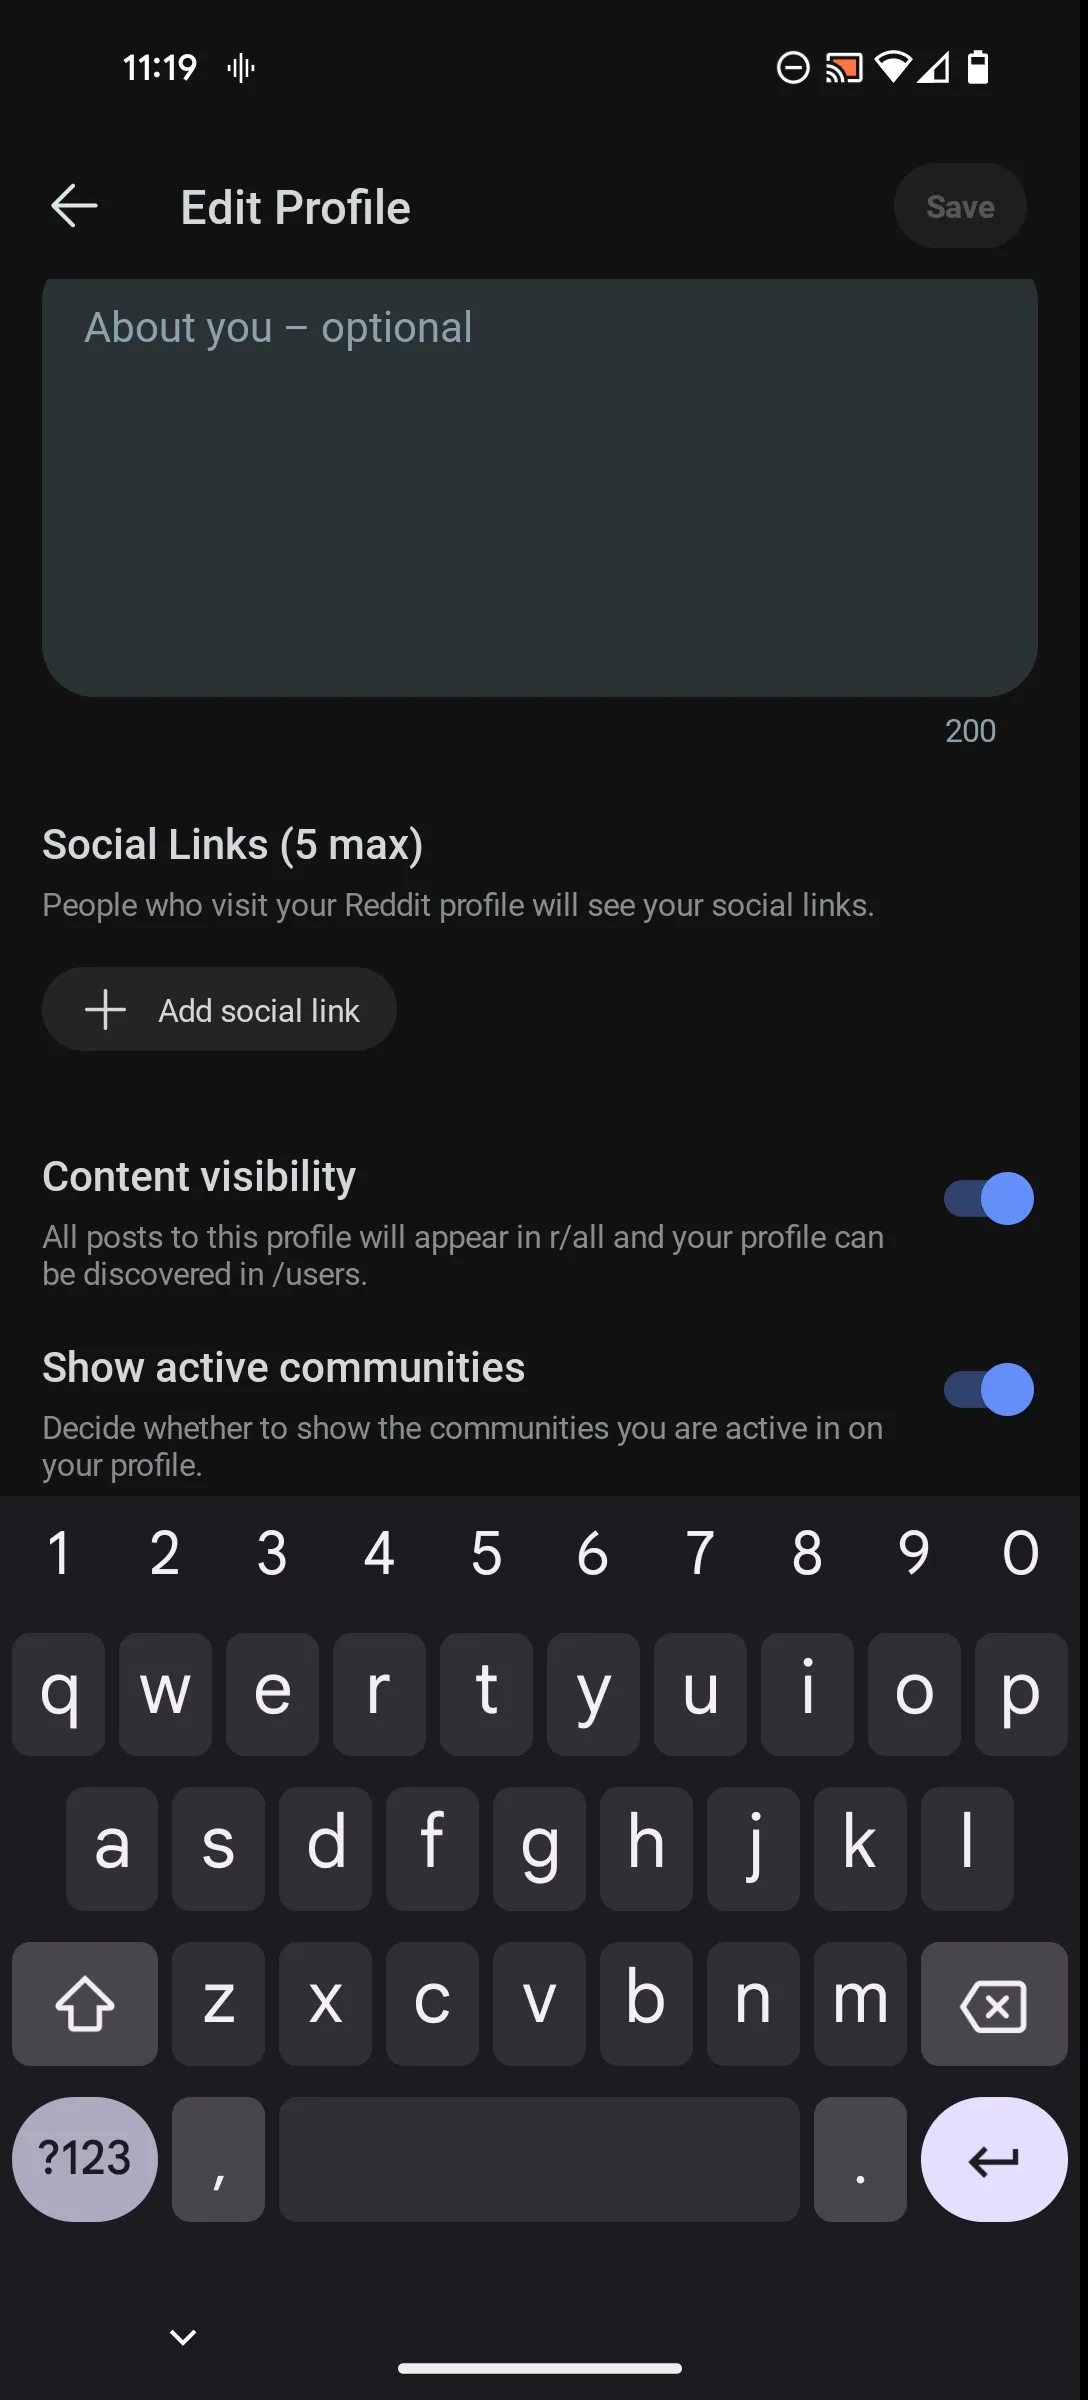 11:19
Edit Profile
Save
About you – optional
200
Social Links (5 max)
People who visit your Reddit profile will see your social links.
Add social link
Content visibility
All posts to this profile will appear in r/all and your profile can
be discovered in /users.
Show active communities
Decide whether to show the communities you are active in on
your profile.
1 2 3 4 5 6 7 8 9 0
q w e r t y u i o p
a s d f g h j k l
z x c v b n m
?123 , .